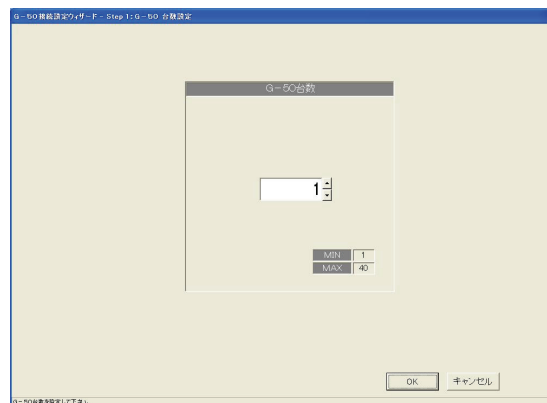 G-50接続設定ウィザード - Step 1:G-50 台数設定
G-50台数
1
MIN 1
MAX 40
OK キャンセル
G-50台数を設定して下さい